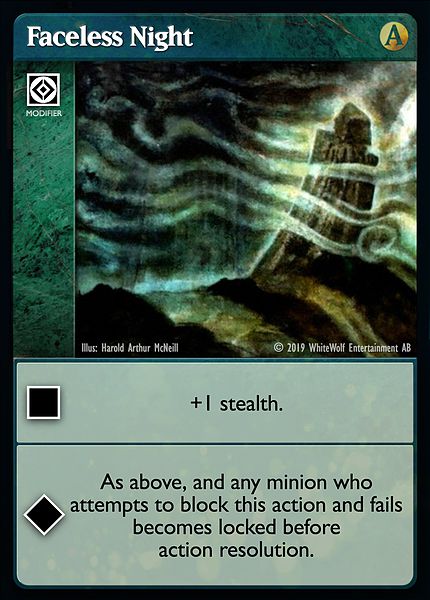 Faceless Night
A
MODIFIER
Illus: Harold Arthur McNeill
© 2019 WhiteWolf Entertainment AB
+1 stealth.
As above, and any minion who
attempts to block this action and fails
becomes locked before
action resolution.